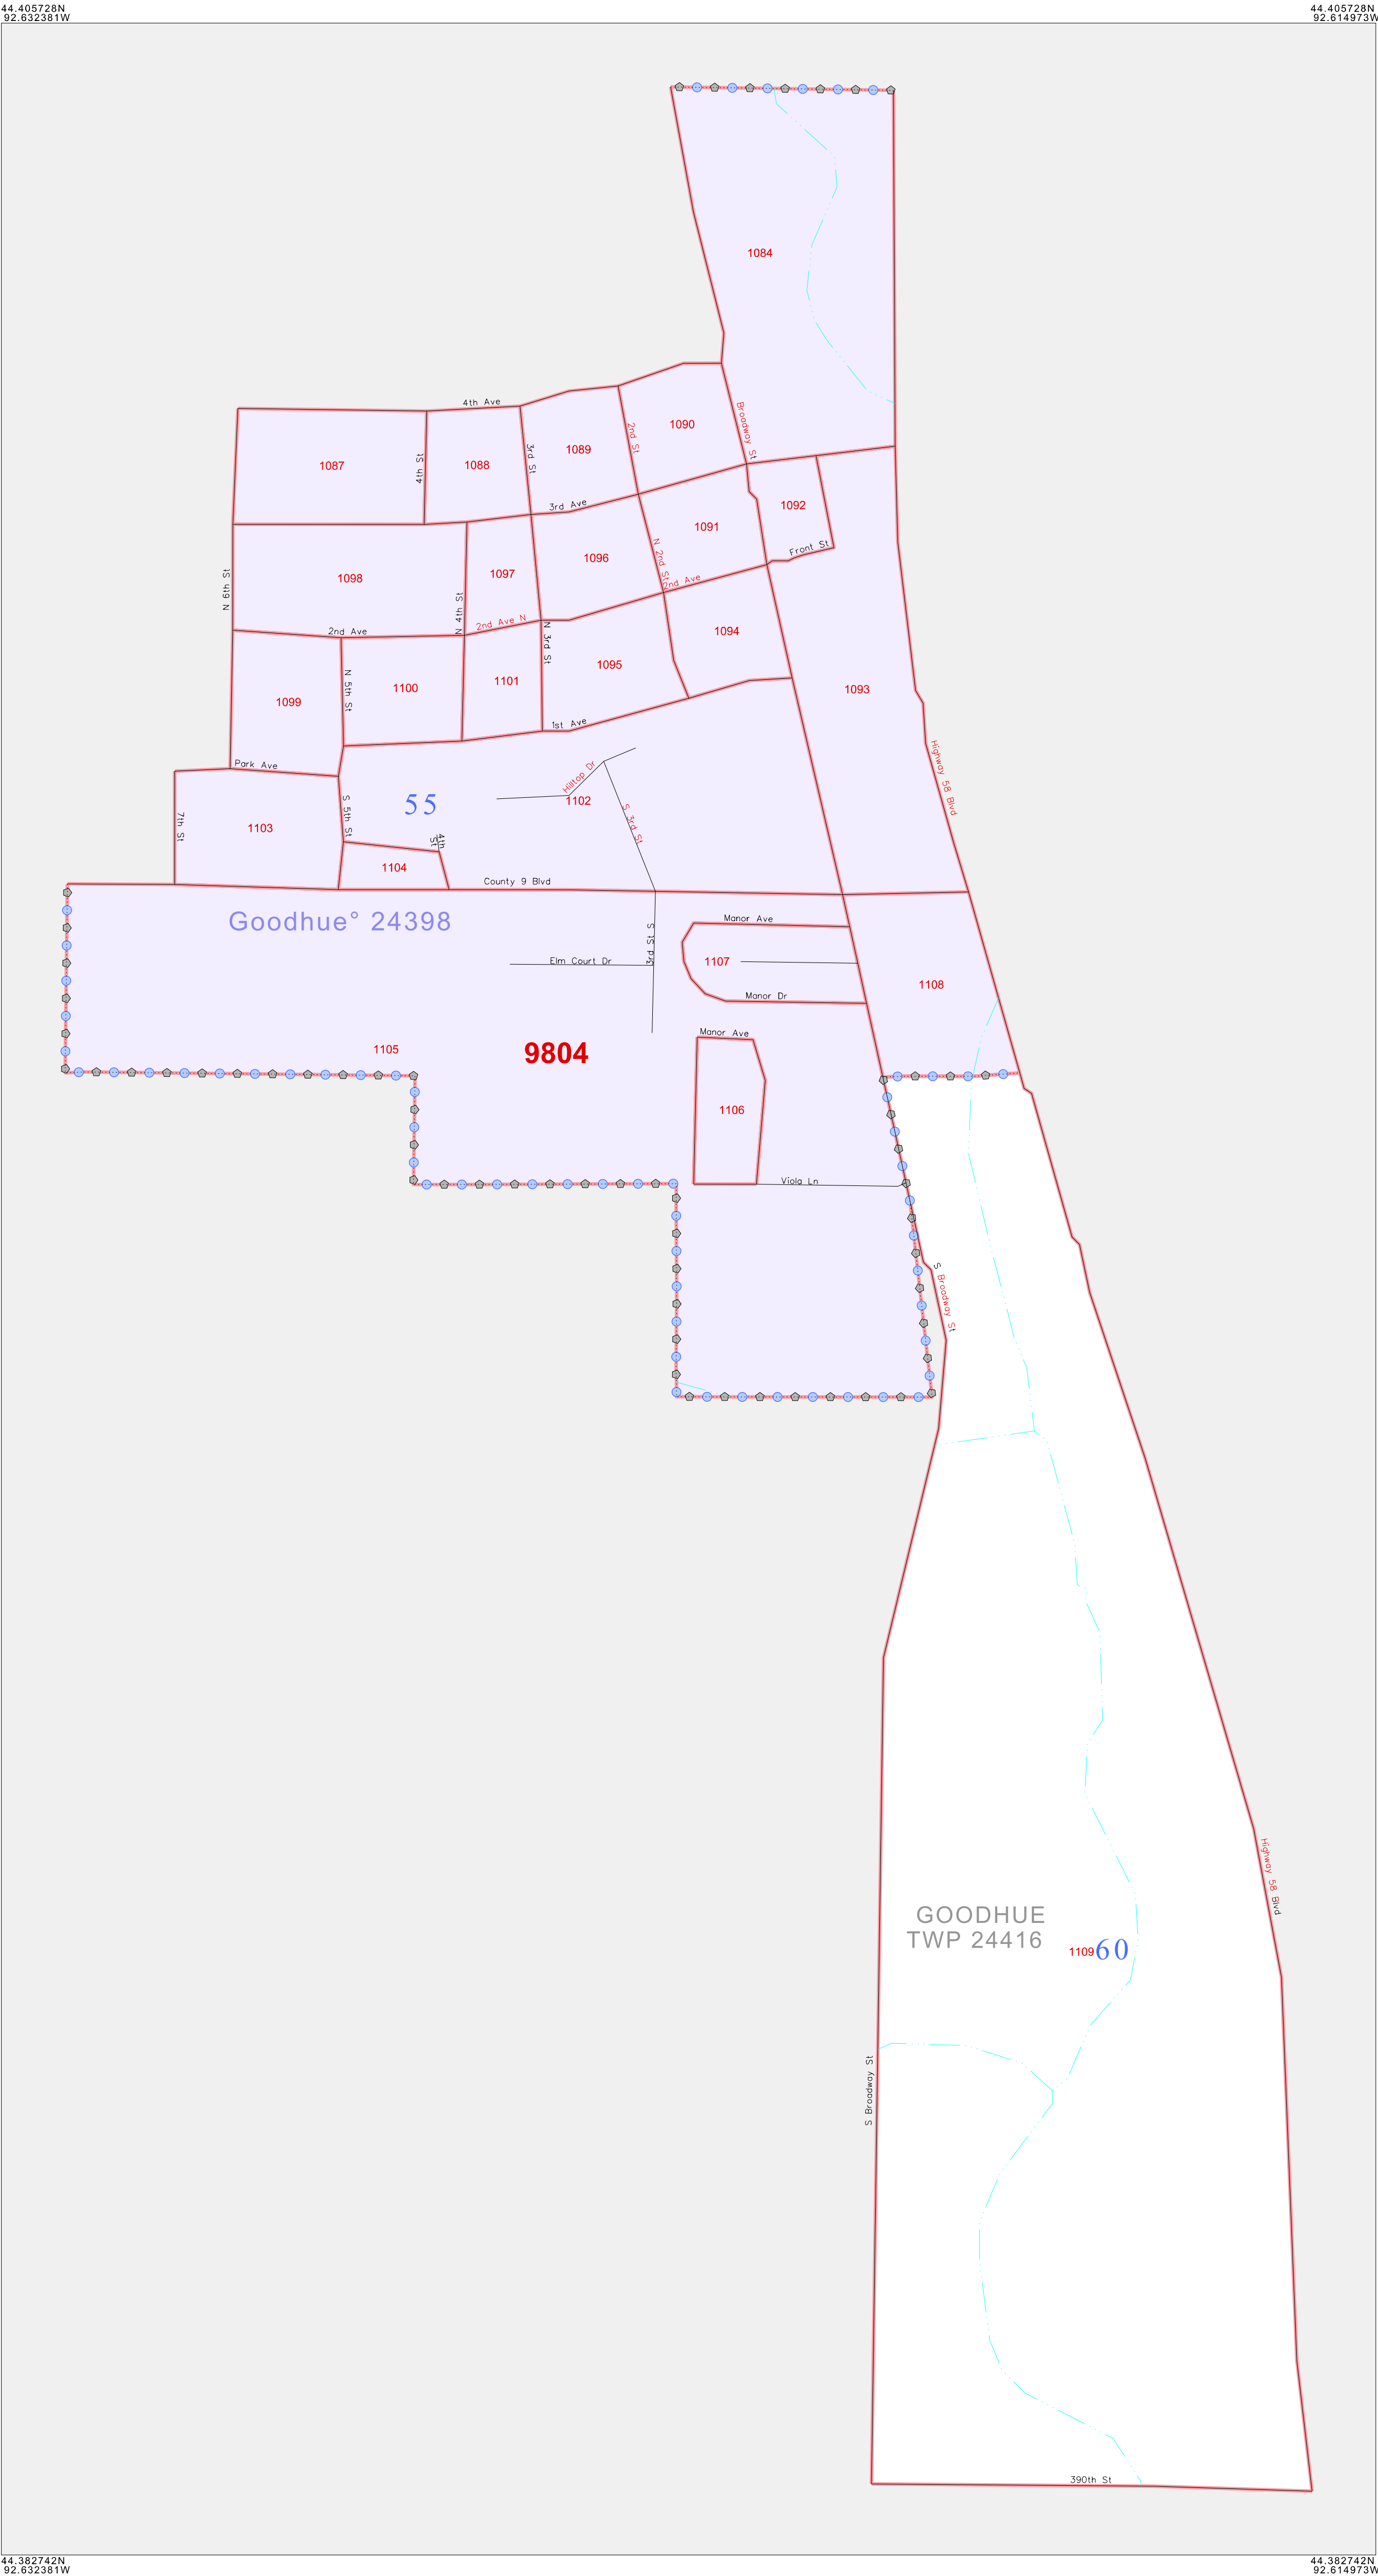 44.405728N
92.632381W
44.405728N
92.614973W
1084
4th Ave
Broadway St
1090
2nd St
1089
3rd St
1088
4th St
1087
3rd Ave
1092
1091
Front St
N 2nd St
2nd Ave
1096
1097
1098
N 6th St
N 4th St
2nd Ave N
2nd Ave
N 3rd St
1094
1095
1101
1100
N 5th St
1099
1093
1st Ave
Highway 58 Blvd
Park Ave
Hilltop Dr
1102
55
S 3rd St
S 5th St
7th St
1103
4th
St
1104
County 9 Blvd
Goodhue° 24398
Manor Ave
3rd St S
Elm Court Dr
1107
Manor Dr
1108
Manor Ave
1105
9804
1106
Viola Ln
S Broadway St
Highway 58 Blvd
GOODHUE
TWP 24416
1109
60
S Broadway St
390th St
44.382742N
92.632381W
44.382742N
92.614973W